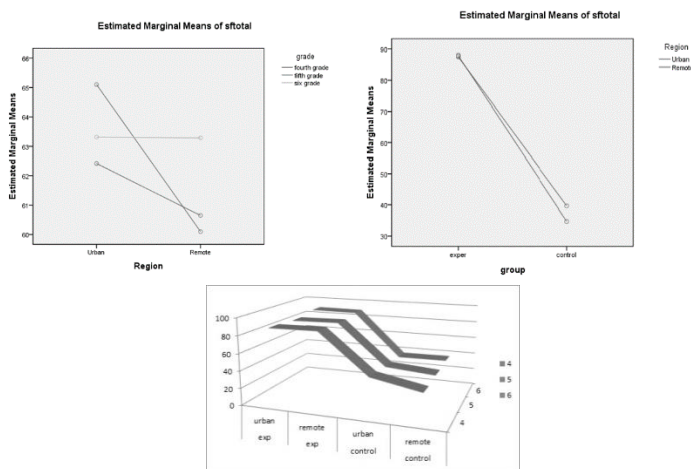 Estimated Marginal Means of sftotal
Estimated Marginal Means
66
65
64
63
62
61
60
Urban
Remote
Region
grade
fourth grade
fifth grade
six grade
Estimated Marginal Means of sftotal
Estimated Marginal Means
90
80
70
60
50
40
30
exper
control
group
Region
Urban
Remote
100
80
60
40
20
0
urban
exp
remote
exp
urban
control
remote
control
4
5
6
4
5
6